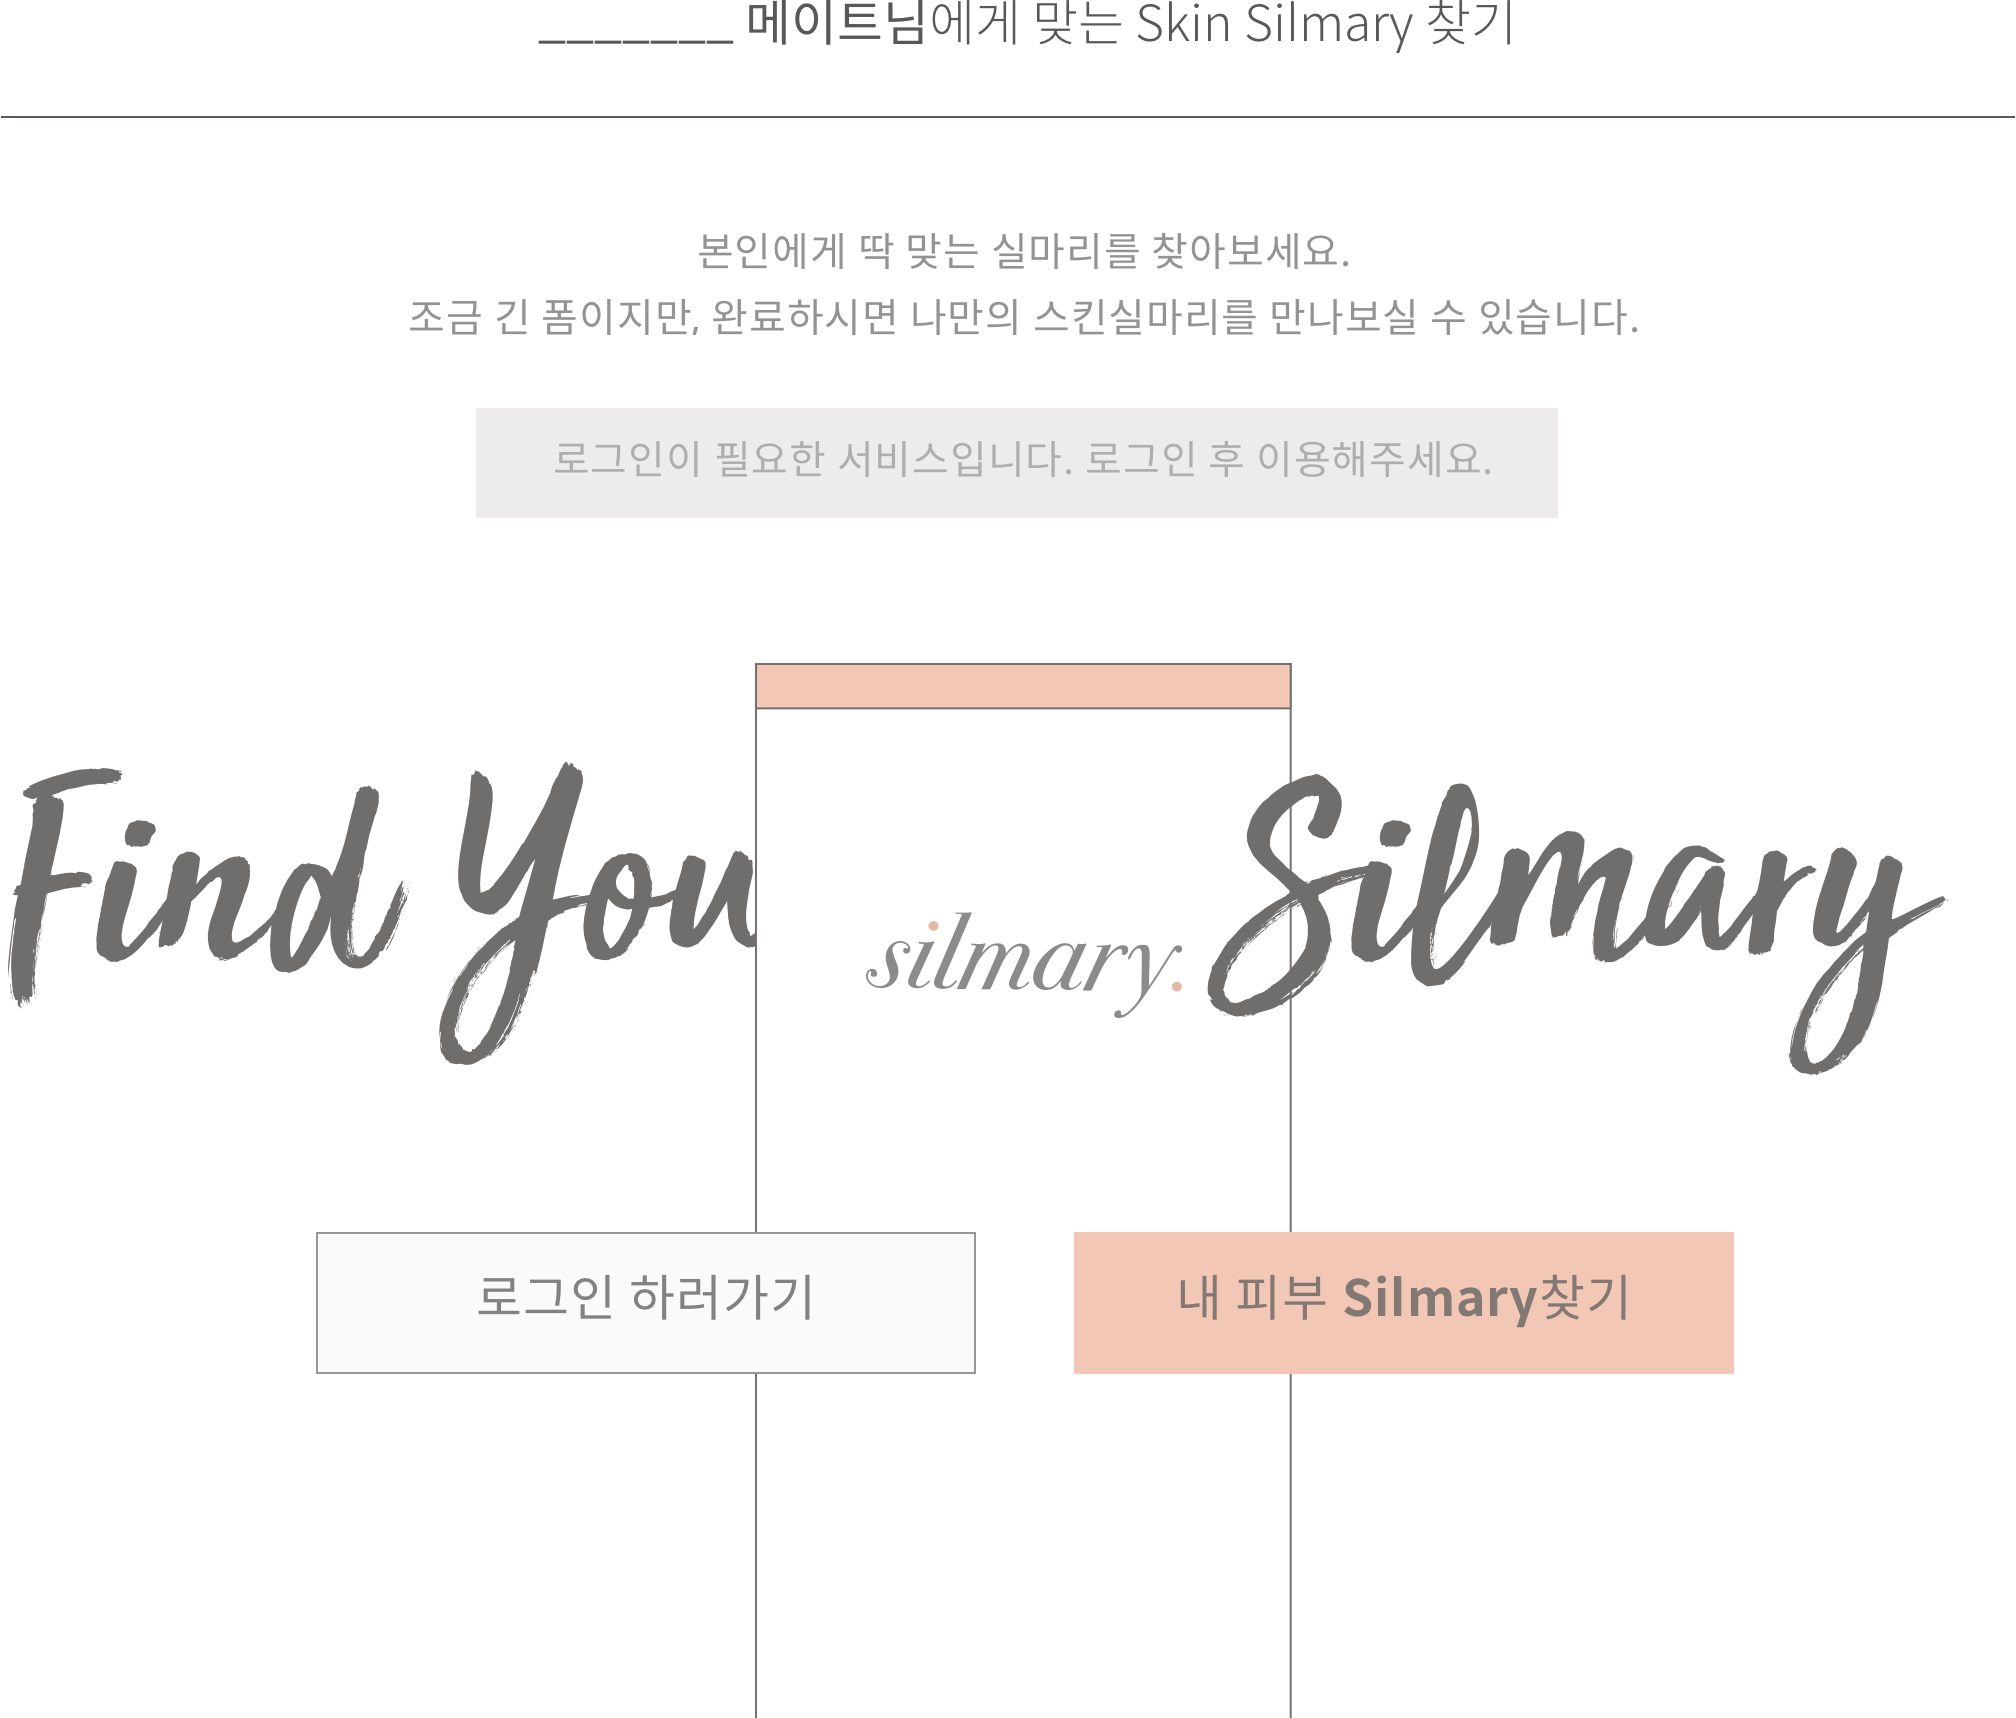 _______ 메이트님에게 맞는 Skin Silmary 찾기
본인에게 딱 맞는 실마리를 찾아보세요.
조금 긴 폼이지만, 완료하시면 나만의 스킨실마리를 만나보실 수 있습니다.
로그인이 필요한 서비스입니다. 로그인 후 이용해주세요.
Find You Silmary
silmary.
로그인 하러가기
내 피부 Silmary찾기